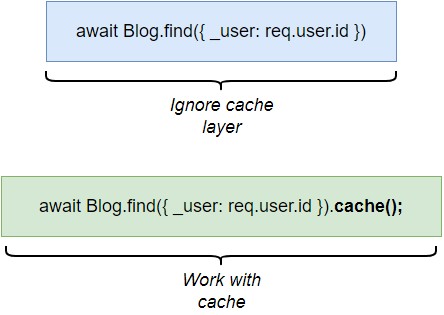 await Blog.find({ _user: req.user.id })
Ignore cache
layer
await Blog.find({ _user: req.user.id }).cache();
Work with
cache